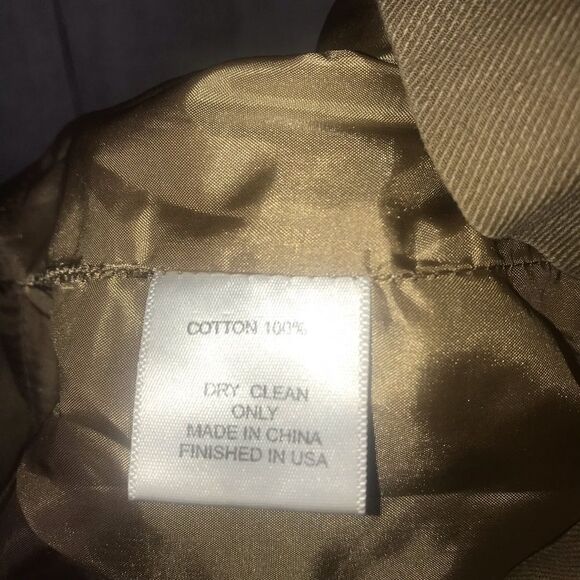 COTTON 100%
DRY CLEAN
ONLY
MADE IN CHINA
FINISHED IN USA